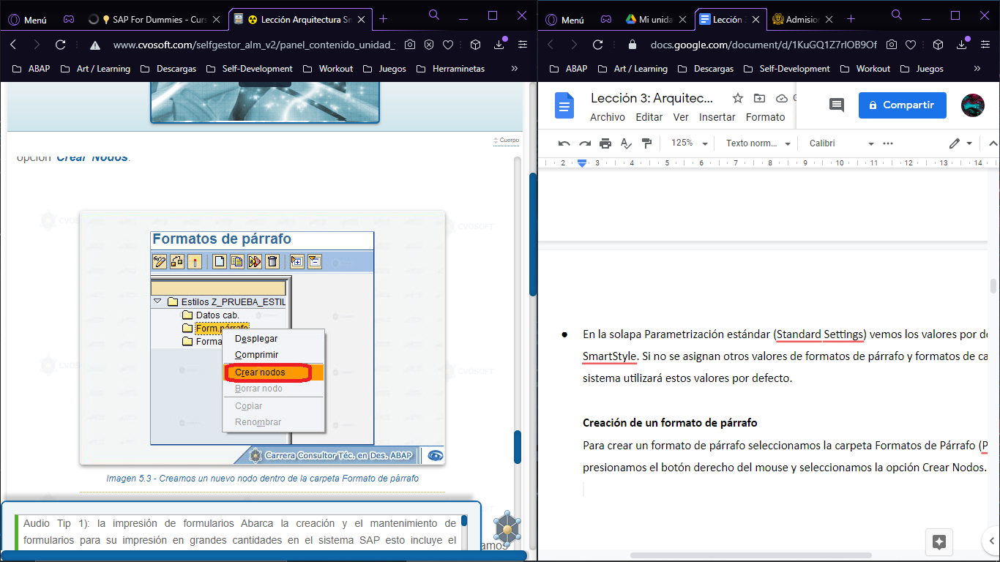 Menú
SAP For Dummies - Curs
Lección Arquitectura Sm
www.cvosoft.com/selfgestor_alm_v2/panel_contenido_unidad_
ABAP
Art / Learning
Descargas
Self-Development
Workout
Juegos
Herraminetas
Cuerpo
opción Crear Nodos.
CVOSOFT
Formatos de párrafo
Estilos Z_PRUEBA_ESTIL
Datos cab.
Form.párrafo
Forma
Desplegar
Comprimir
Crear nodos
Borrar nodo
Copiar
Renombrar
Carrera Consultor Téc. en Des. ABAP
Imagen 5.3 - Creamos un nuevo nodo dentro de la carpeta Formato de párrafo
Audio Tip 1): la impresión de formularios Abarca la creación y el mantenimiento de
formularios para su impresión en grandes cantidades en el sistema SAP esto incluye el
amos
Menú
Mi unida
Lección
Admision
docs.google.com/document/d/1KuGQ1Z7rIOB9Of
ABAP
Art / Learning
Descargas
Self-Development
Workout
Juegos
Lección 3: Arquitec...
Archivo
Editar
Ver
Insertar
Formato
Compartir
125%
Texto norm...
Calibri
2 3 4 5 6 7 8 9 10 11 12 13 14
En la solapa Parametrización estándar (Standard Settings) vemos los valores por de
SmartStyle. Si no se asignan otros valores de formatos de párrafo y formatos de ca
sistema utilizará estos valores por defecto.
Creación de un formato de párrafo
Para crear un formato de párrafo seleccionamos la carpeta Formatos de Párrafo (P
presionamos el botón derecho del mouse y seleccionamos la opción Crear Nodos.